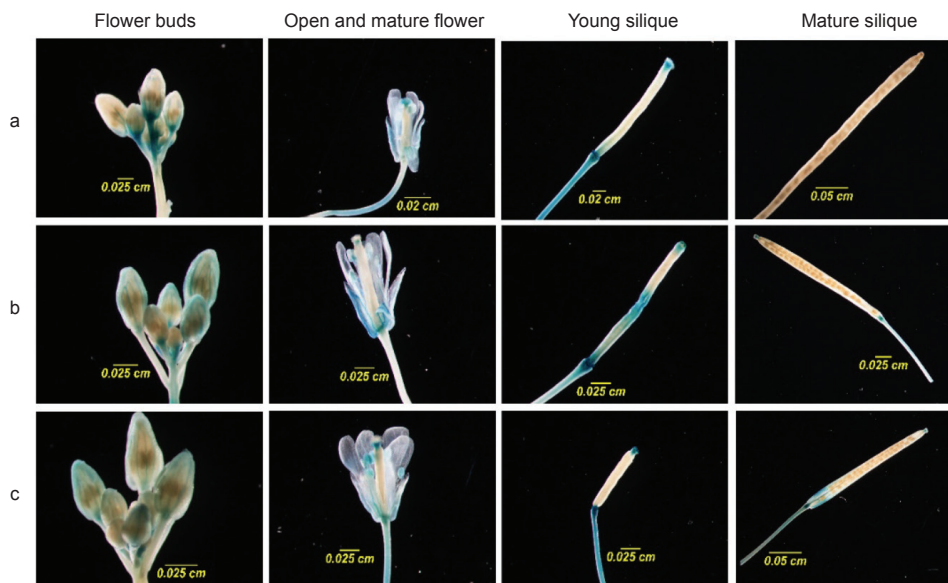 Flower buds Open and mature flower Young silique Mature silique
a
0.025 cm 0.02 cm 0.02 cm 0.05 cm
b
0.025 cm 0.025 cm 0.025 cm 0.025 cm
c
0.025 cm 0.025 cm 0.025 cm 0.05 cm